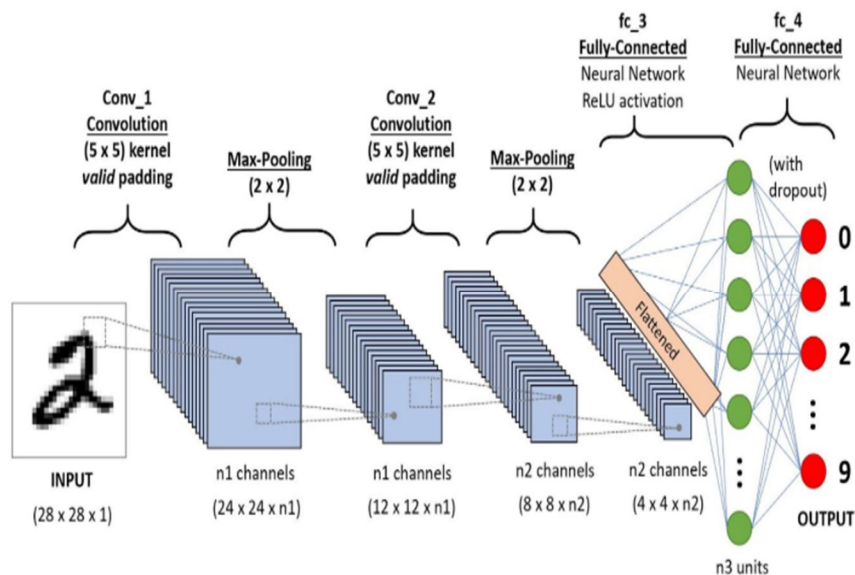 fc_3
Fully-Connected
Neural Network
ReLU activation
fc_4
Fully-Connected
Neural Network
Conv_1
Convolution
(5 x 5) kernel
valid padding
Max-Pooling
(2 x 2)
Conv_2
Convolution
(5 x 5) kernel
valid padding
Max-Pooling
(2 x 2)
(with
dropout)
Flattened
0
1
2
9
OUTPUT
INPUT
(28 x 28 x 1)
n1 channels
(24 x 24 x n1)
n1 channels
(12 x 12 x n1)
n2 channels
(8 x 8 x n2)
n2 channels
(4 x 4 x n2)
n3 units
2